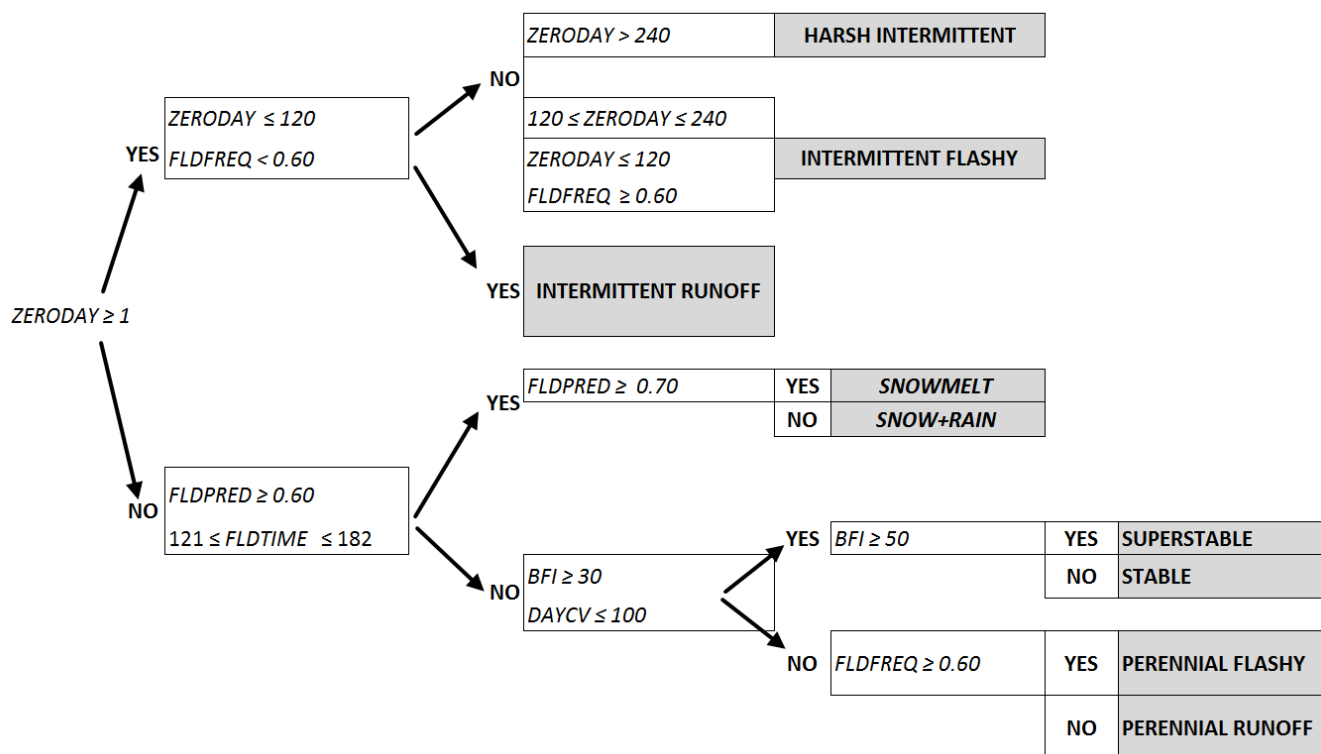 ZERODAY > 240 HARSH INTERMITTENT
NO
ZERODAY ≤ 120
120 ≤ ZERODAY ≤ 240
YES FLDFREQ < 0.60
ZERODAY ≤ 120 INTERMITTENT FLASHY
FLDFREQ ≥ 0.60
YES INTERMITTENT RUNOFF
ZERODAY ≥ 1
YES FLDPRED ≥ 0.70 YES SNOWMELT
NO SNOW+RAIN
NO FLDPRED ≥ 0.60
121 ≤ FLDTIME ≤ 182
YES BFI ≥ 50 YES SUPERSTABLE
NO STABLE
NO BFI ≥ 30
DAYCV ≤ 100
NO FLDFREQ ≥ 0.60 YES PERENNIAL FLASHY
NO PERENNIAL RUNOFF